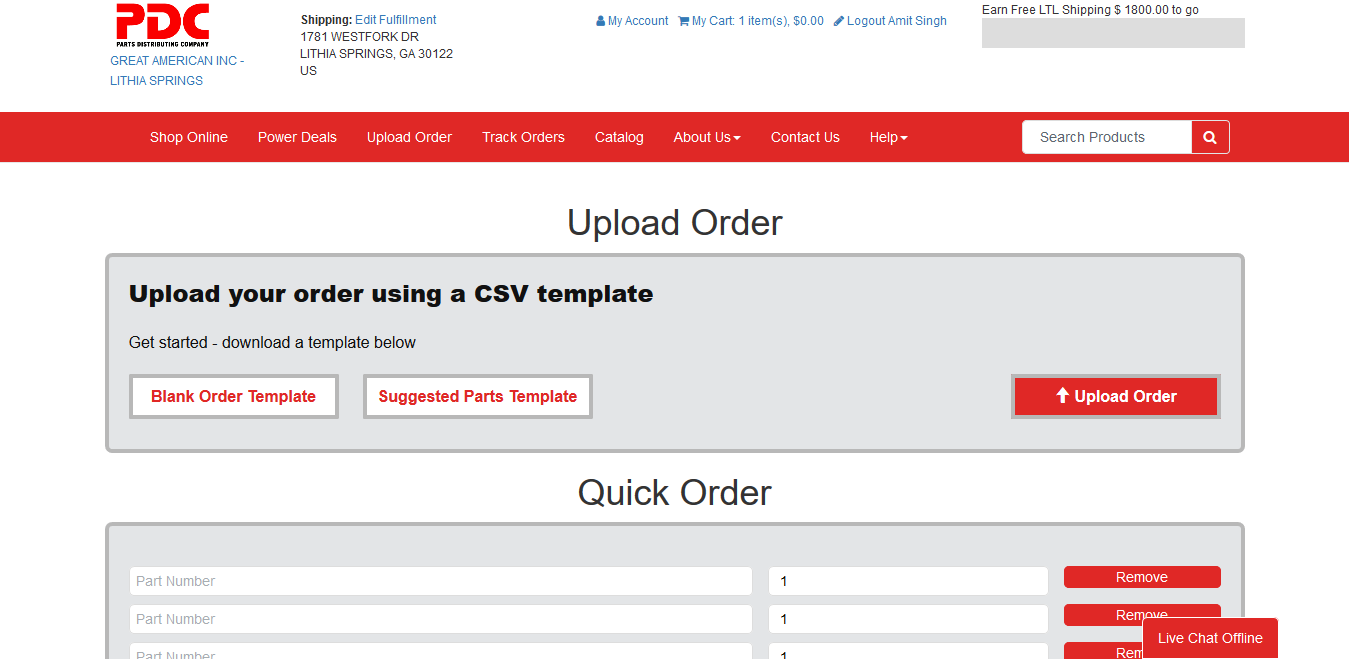 PDC
PARTS DISTRIBUTING COMPANY
GREAT AMERICAN INC -
LITHIA SPRINGS
Shipping: Edit Fulfillment
1781 WESTFORK DR
LITHIA SPRINGS, GA 30122
US
My Account My Cart: 1 item(s), $0.00 Logout Amit Singh
Earn Free LTL Shipping $ 1800.00 to go
Shop Online Power Deals Upload Order Track Orders Catalog About Us Contact Us Help Search Products
Upload Order
Upload your order using a CSV template
Get started - download a template below
Blank Order Template Suggested Parts Template Upload Order
Quick Order
Part Number 1 Remove
Part Number 1 Remove
Live Chat Offline
Part Number 1 Rem